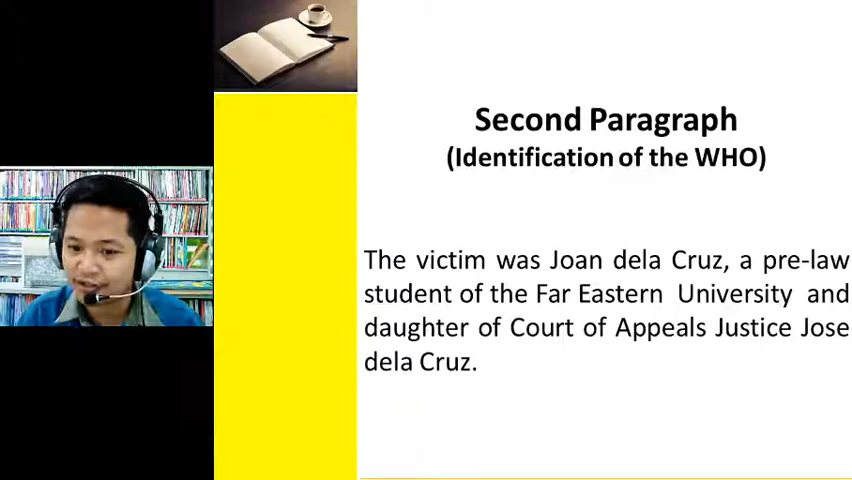 Second Paragraph
(Identification of the WHO)
The victim was Joan dela Cruz, a pre-law
student of the Far Eastern University and
daughter of Court of Appeals Justice Jose
dela Cruz.